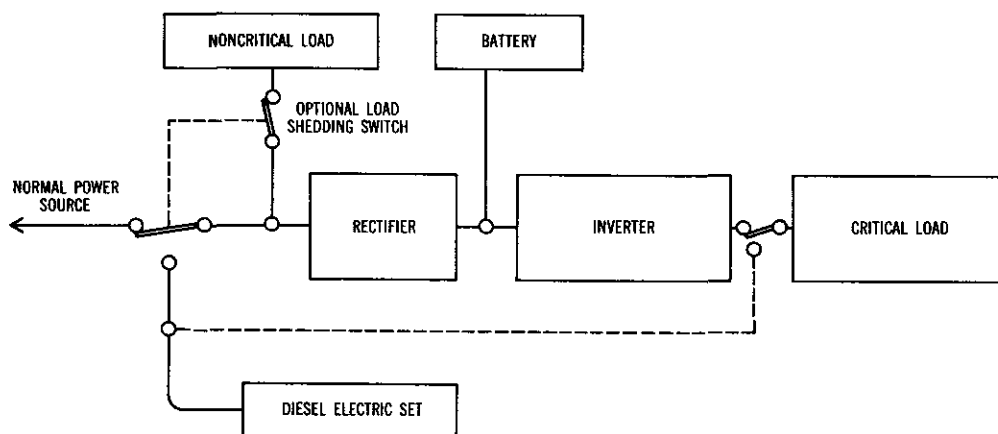 NONCRITICAL LOAD
BATTERY
OPTIONAL LOAD
SHEDDING SWITCH
NORMAL POWER
SOURCE
RECTIFIER
INVERTER
CRITICAL LOAD
DIESEL ELECTRIC SET